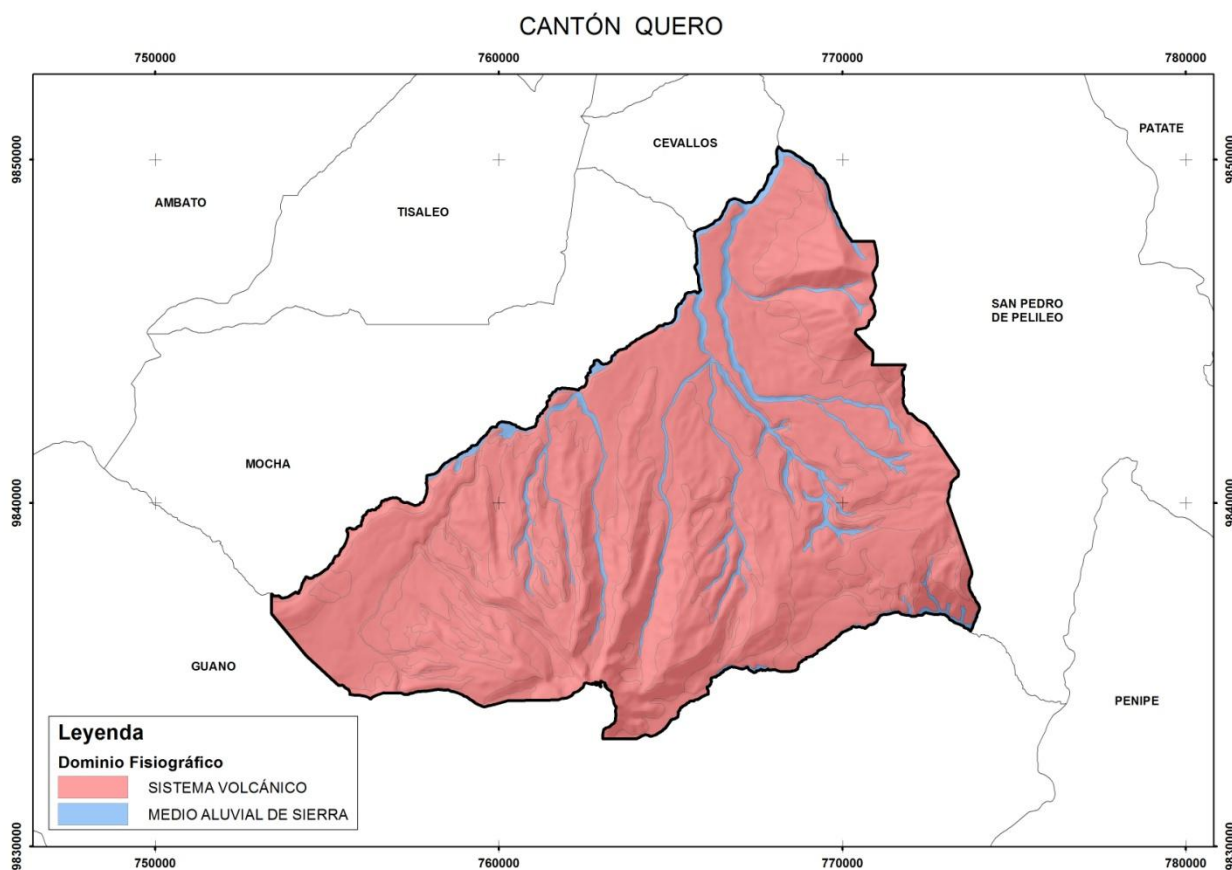 CANTÓN QUERO
750000 760000 770000 780000
9850000 9850000
PATATE
CEVALLOS
AMBATO
TISALEO
SAN PEDRO
DE PELILEO
MOCHA
9840000 9840000
GUANO
PENIPE
Leyenda
Dominio Fisiográfico
SISTEMA VOLCÁNICO
MEDIO ALUVIAL DE SIERRA
9830000 9830000
750000 760000 770000 780000